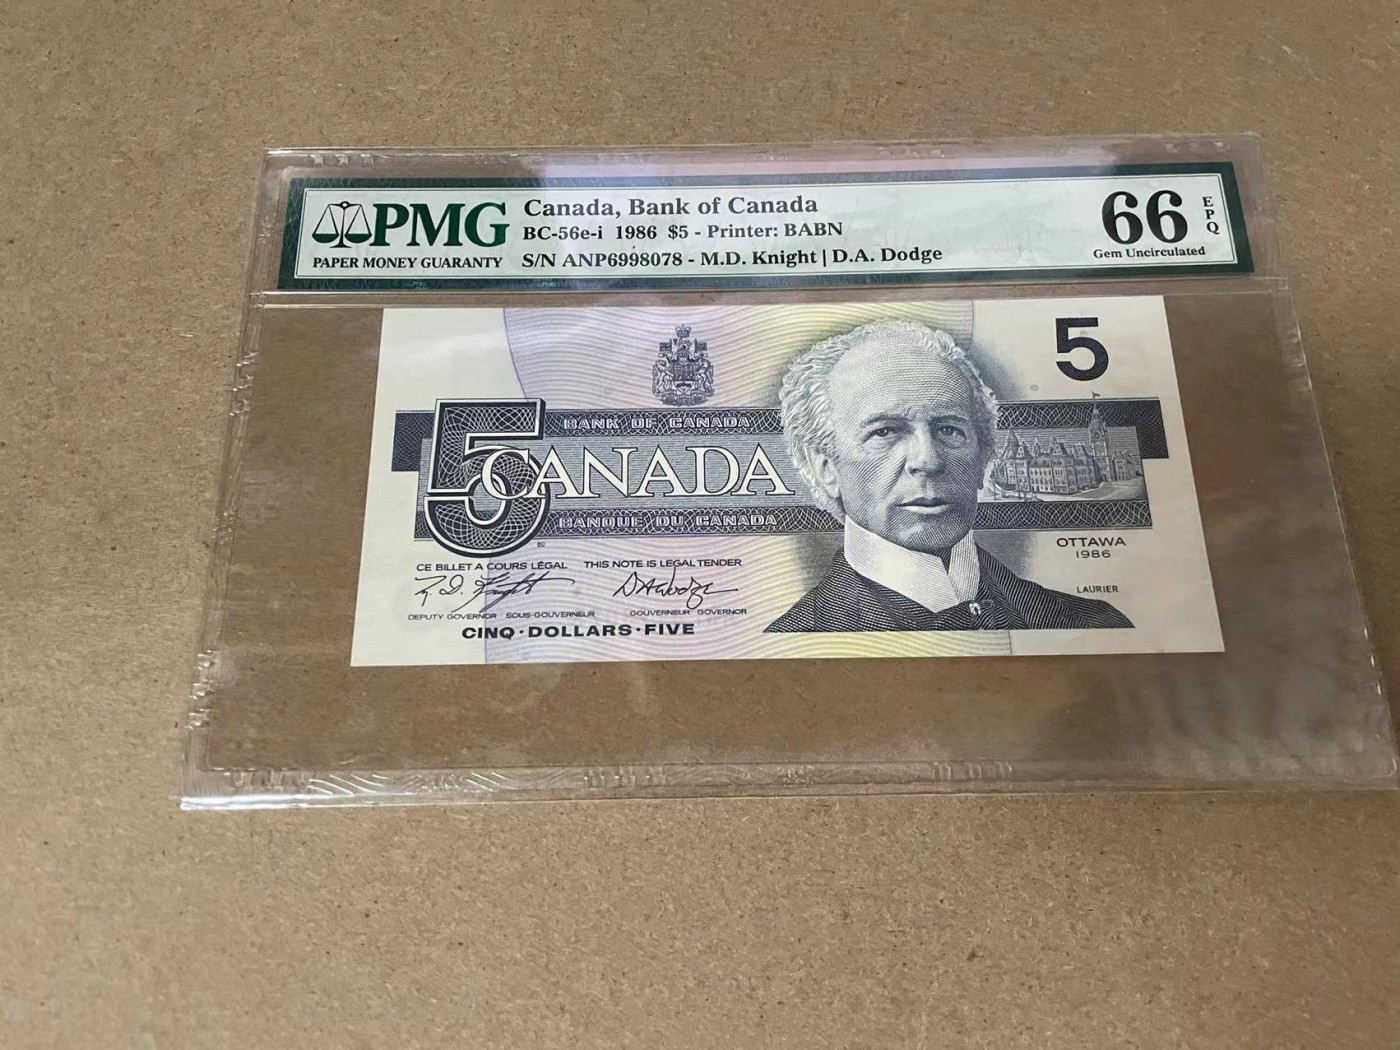 PMG
PAPER MONEY GUARANTY
Canada, Bank of Canada
BC-56e-i 1986 $5 - Printer: BABN
S/N ANP6998078 - M.D. Knight | D.A. Dodge
66
EPQ
Gem Uncirculated
5
5
BANK OF CANADA
CANADA
BANQUE DU CANADA
OTTAWA
1986
LAURIER
CE BILLET A COURS LÉGAL THIS NOTE IS LEGAL TENDER
DEPUTY GOVERNOR SOUS-GOUVERNEUR GOUVERNEUR GOVERNOR
CINQ·DOLLARS·FIVE